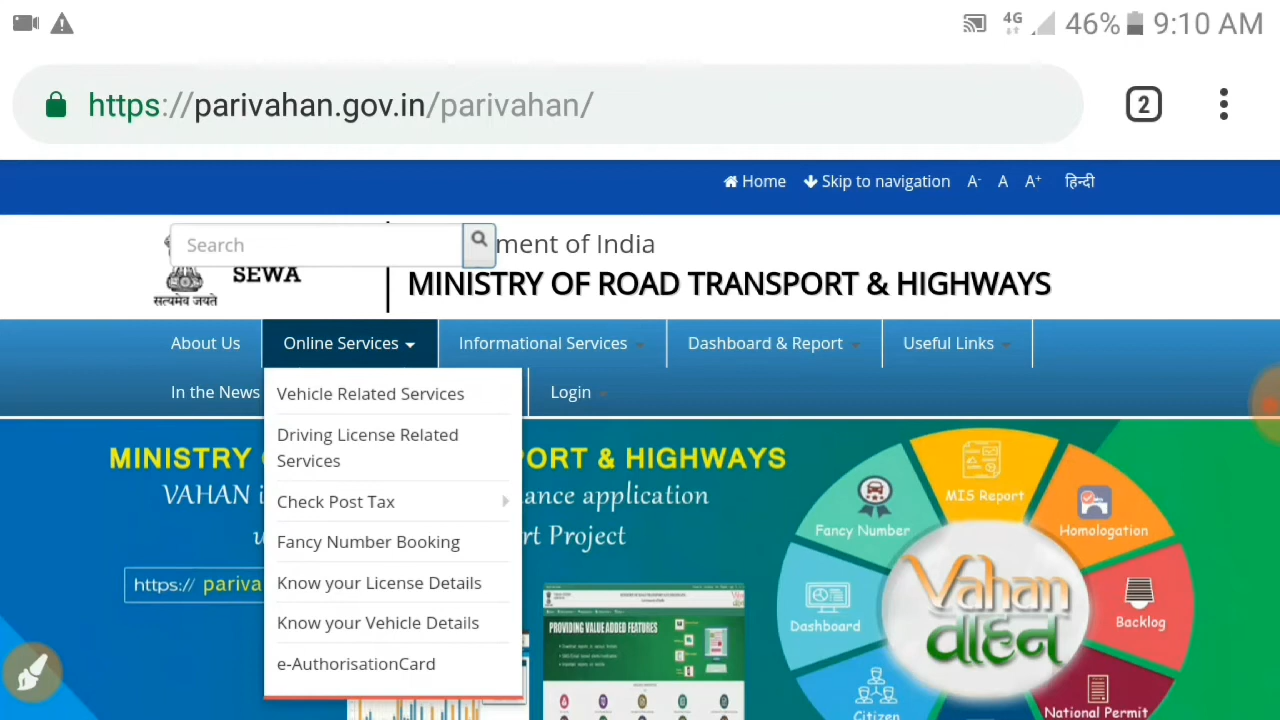 4G 46% 9:10 AM
https://parivahan.gov.in/parivahan/
2
Home Skip to navigation A- A A+ हिन्दी
Search
ment of India
SEWA
MINISTRY OF ROAD TRANSPORT & HIGHWAYS
सत्यमेव जयते
About Us Online Services Informational Services Dashboard & Report Useful Links
In the News Login
Vehicle Related Services
Driving License Related
Services
Check Post Tax
Fancy Number Booking
Know your License Details
Know your Vehicle Details
e-AuthorisationCard
MINISTRY PORT & HIGHWAYS
VAHAN i ance application
rt Project
https:// pariva
PROVIDING VALUE ADDED FEATURES
MIS Report
Fancy Number
Homologation
Dashboard
Backlog
Citizen
National Permit
Vahan
वाहन